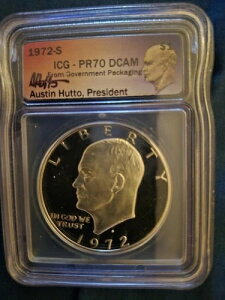 1972-S
ICG - PR70 DCAM
From Government Packaging
Austin Hutto, President
LIBERTY
IN GOD WE
TRUST
1972